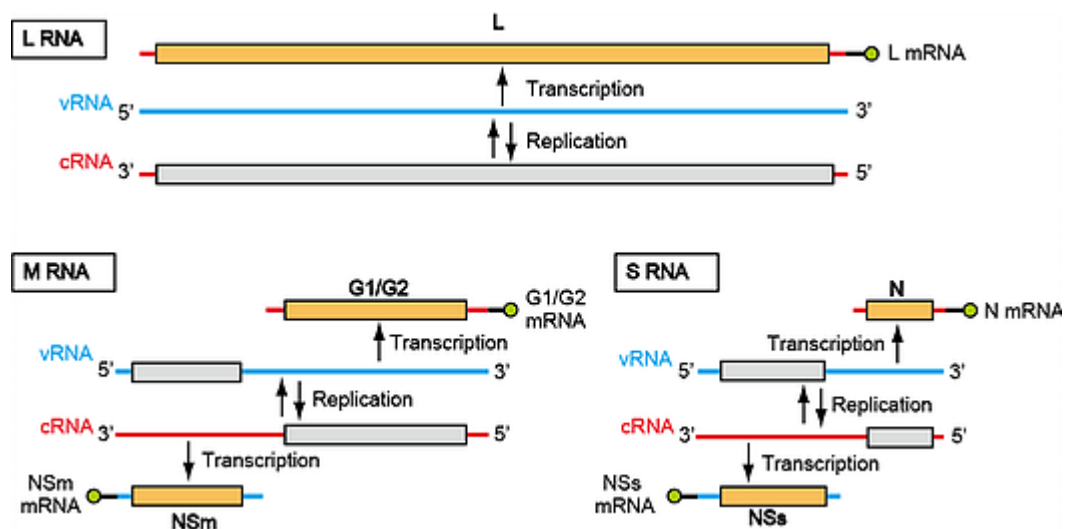 L RNA
L
L mRNA
Transcription
vRNA 5’ 3’
Replication
cRNA 3’ 5’
M RNA
G1/G2
G1/G2
mRNA
Transcription
vRNA 5’ 3’
Replication
cRNA 3’ 5’
Transcription
NSm
mRNA
NSm
S RNA
N
N mRNA
Transcription
vRNA 5’ 3’
Replication
cRNA 3’ 5’
Transcription
NSs
mRNA
NSs